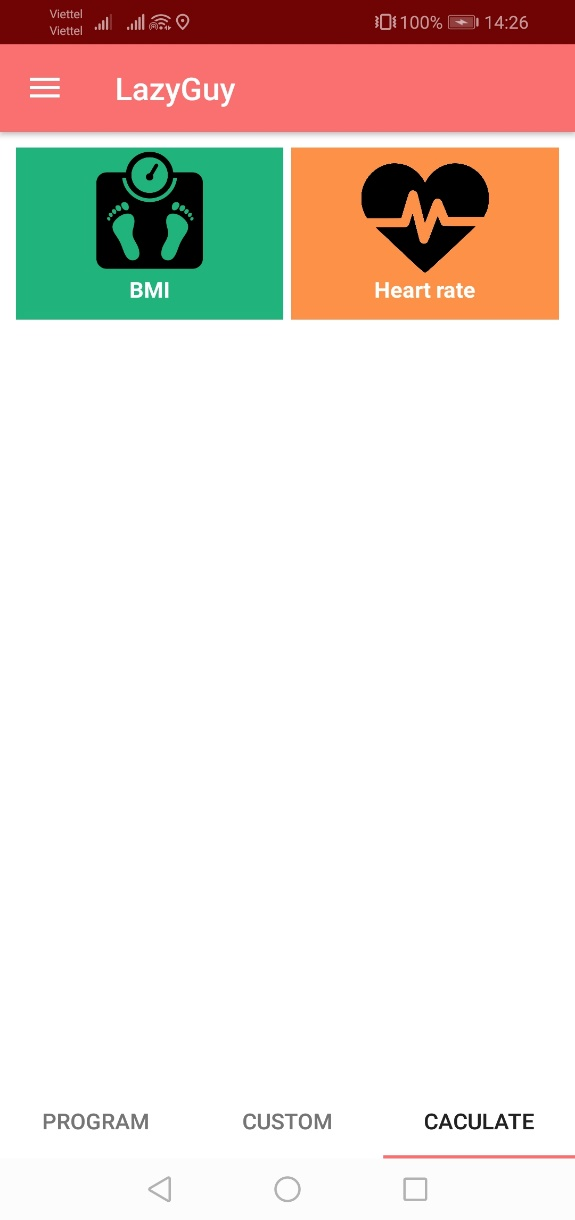 Viettel
Viettel
100% 14:26
LazyGuy
BMI
Heart rate
PROGRAM
CUSTOM
CACULATE